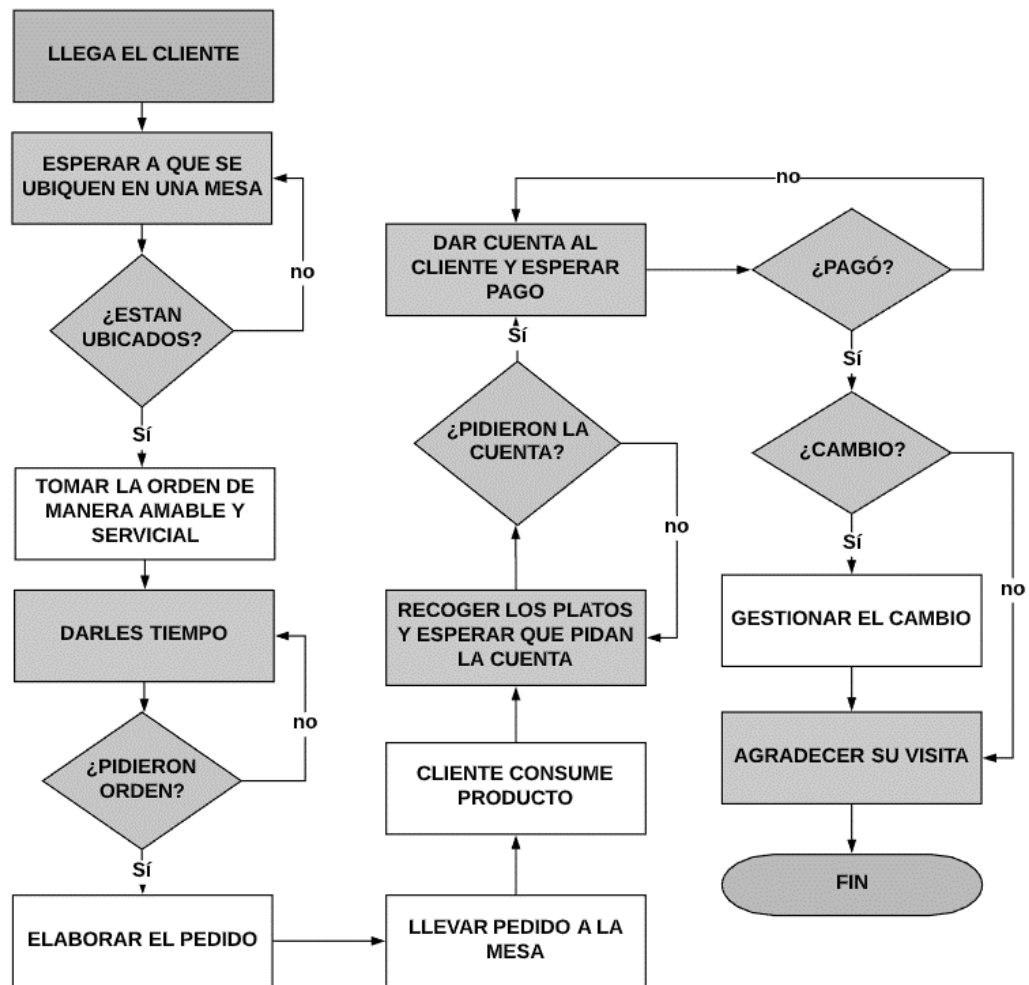 LLEGA EL CLIENTE
ESPERAR A QUE SE
UBIQUEN EN UNA MESA
no
¿ESTAN
UBICADOS?
Sí
TOMAR LA ORDEN DE
MANERA AMABLE Y
SERVICIAL
DARLES TIEMPO
no
¿PIDIERON
ORDEN?
Sí
ELABORAR EL PEDIDO
LLEVAR PEDIDO A LA
MESA
CLIENTE CONSUME
PRODUCTO
RECOGER LOS PLATOS
Y ESPERAR QUE PIDAN
LA CUENTA
no
¿PIDIERON LA
CUENTA?
Sí
DAR CUENTA AL
CLIENTE Y ESPERAR
PAGO
no
¿PAGÓ?
Sí
¿CAMBIO?
Sí
no
GESTIONAR EL CAMBIO
AGRADECER SU VISITA
FIN